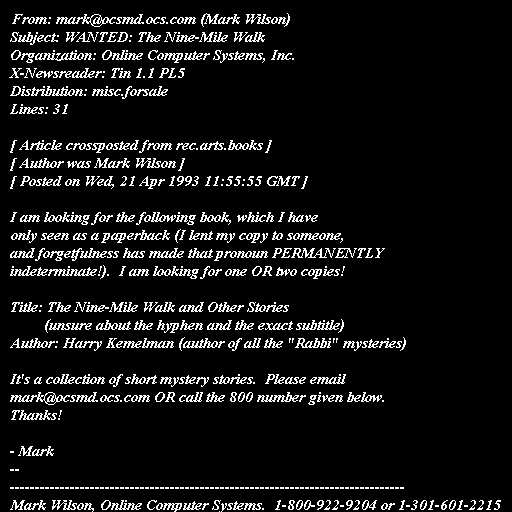 From: mark@ocsmd.ocs.com (Mark Wilson)
Subject: WANTED: The Nine-Mile Walk
Organization: Online Computer Systems, Inc.
X-Newsreader: Tin 1.1 PL5
Distribution: misc.forsale
Lines: 31

[ Article crossposted from rec.arts.books ]
[ Author was Mark Wilson ]
[ Posted on Wed, 21 Apr 1993 11:55:55 GMT ]

I am looking for the following book, which I have
only seen as a paperback (I lent my copy to someone,
and forgetfulness has made that pronoun PERMANENTLY
indeterminate!).  I am looking for one OR two copies!

Title: The Nine-Mile Walk and Other Stories
        (unsure about the hyphen and the exact subtitle)
Author: Harry Kemelman (author of all the "Rabbi" mysteries)

It's a collection of short mystery stories.  Please email
mark@ocsmd.ocs.com OR call the 800 number given below.
Thanks!

- Mark
--
-------------------------------------------------------------------------------
Mark Wilson, Online Computer Systems.  1-800-922-9204 or 1-301-601-2215